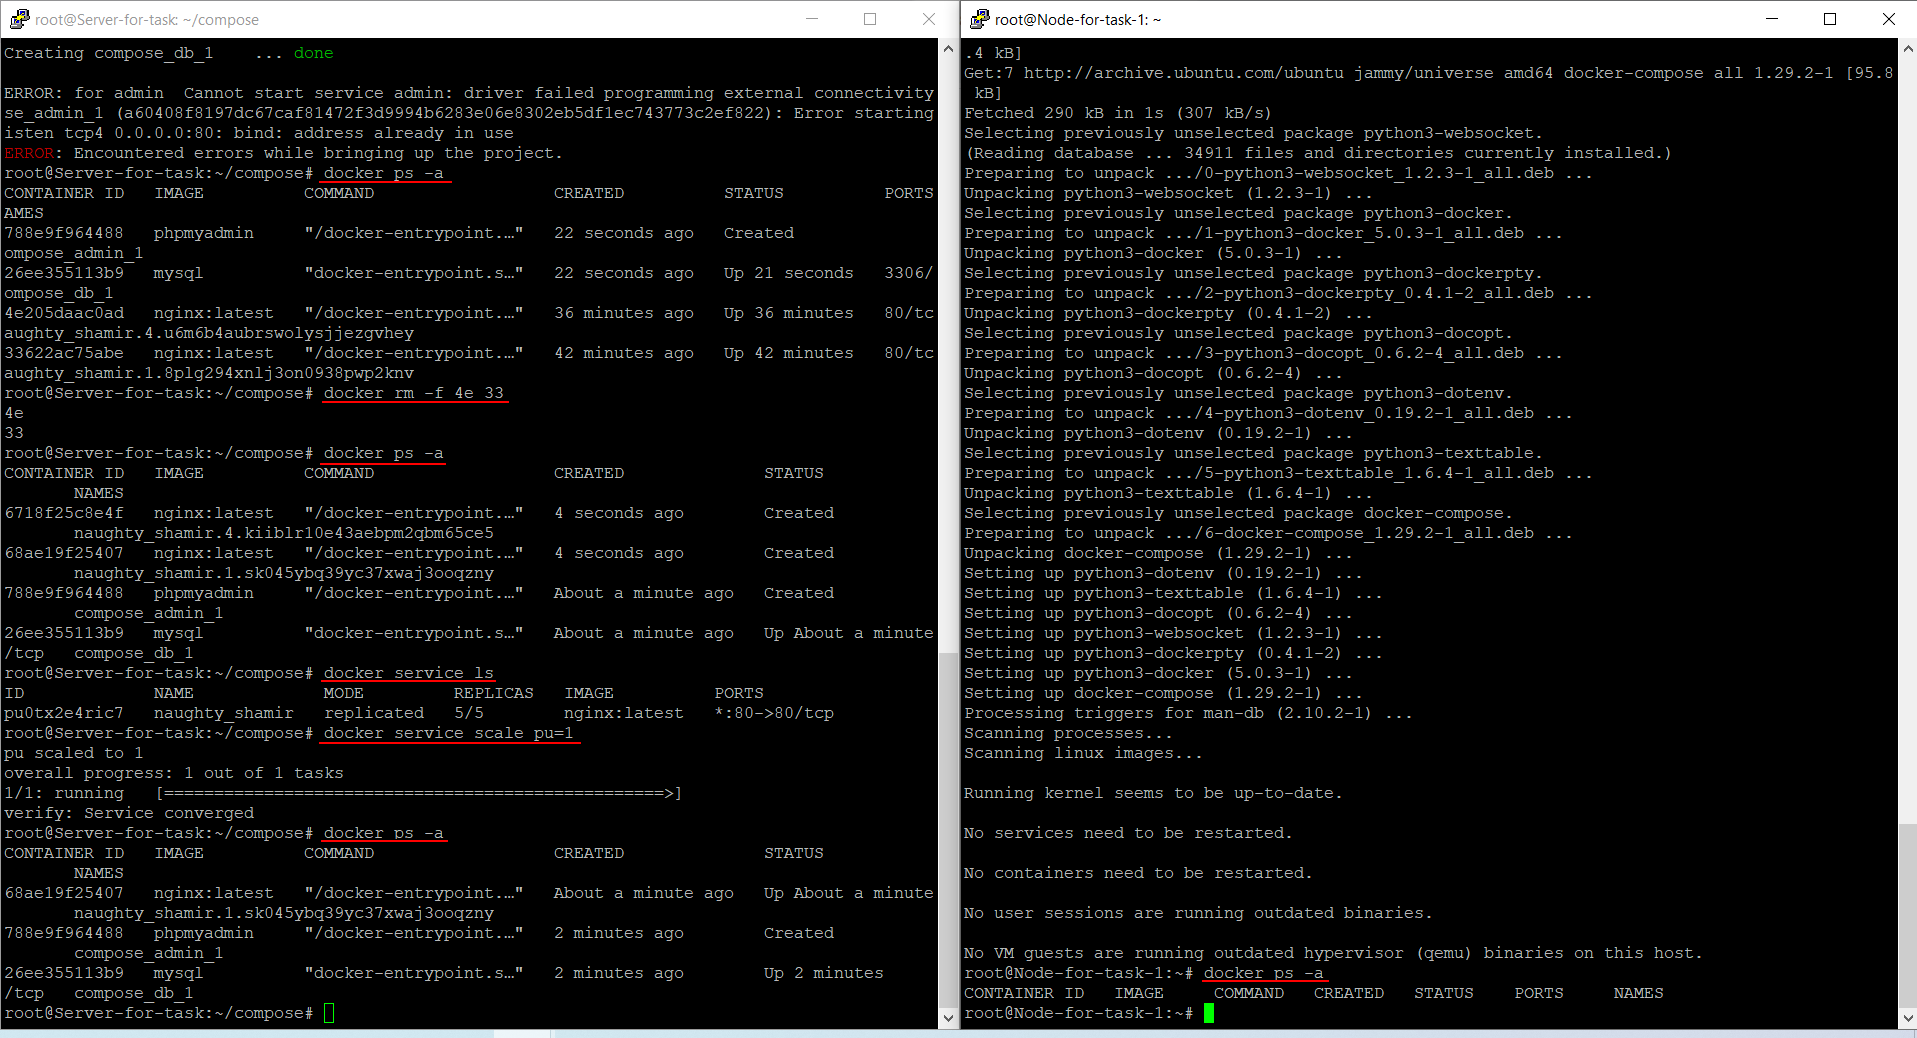 root@Server-for-task: ~/compose
Creating compose_db_1    ... done
ERROR: for admin  Cannot start service admin: driver failed programming external connectivity
se_admin_1 (a60408f8197dc67caf81472f3d9994b6283e06e8302eb5df1ec743773c2ef822): Error starting
isten tcp4 0.0.0.0:80: bind: address already in use
ERROR: Encountered errors while bringing up the project.
root@Server-for-task:~/compose# docker ps -a
CONTAINER ID   IMAGE          COMMAND                  CREATED          STATUS          PORTS
AMES
788e9f964488   phpmyadmin     "/docker-entrypoint.…"   22 seconds ago   Created
ompose_admin_1
26ee355113b9   mysql          "docker-entrypoint.s…"   22 seconds ago   Up 21 seconds   3306/
ompose_db_1
4e205daac0ad   nginx:latest   "/docker-entrypoint.…"   36 minutes ago   Up 36 minutes   80/tc
aughty_shamir.4.u6m6b4aubrswolysjjezgvhey
33622ac75abe   nginx:latest   "/docker-entrypoint.…"   42 minutes ago   Up 42 minutes   80/tc
aughty_shamir.1.8plg294xnlj3on0938pwp2knv
root@Server-for-task:~/compose# docker rm -f 4e 33
4e
33
root@Server-for-task:~/compose# docker ps -a
CONTAINER ID   IMAGE          COMMAND                  CREATED              STATUS
       NAMES
6718f25c8e4f   nginx:latest   "/docker-entrypoint.…"   4 seconds ago        Created
       naughty_shamir.4.kiiblr10e43aebpm2qbm65ce5
68ae19f25407   nginx:latest   "/docker-entrypoint.…"   4 seconds ago        Created
       naughty_shamir.1.sk045ybq39yc37xwaj3ooqzny
788e9f964488   phpmyadmin     "/docker-entrypoint.…"   About a minute ago   Created
       compose_admin_1
26ee355113b9   mysql          "docker-entrypoint.s…"   About a minute ago   Up About a minute
/tcp   compose_db_1
root@Server-for-task:~/compose# docker service ls
ID             NAME             MODE         REPLICAS   IMAGE          PORTS
pu0tx2e4ric7   naughty_shamir   replicated   5/5        nginx:latest   *:80->80/tcp
root@Server-for-task:~/compose# docker service scale pu=1
pu scaled to 1
overall progress: 1 out of 1 tasks
1/1: running   [==================================================>]
verify: Service converged
root@Server-for-task:~/compose# docker ps -a
CONTAINER ID   IMAGE          COMMAND                  CREATED              STATUS
       NAMES
68ae19f25407   nginx:latest   "/docker-entrypoint.…"   About a minute ago   Up About a minute
       naughty_shamir.1.sk045ybq39yc37xwaj3ooqzny
788e9f964488   phpmyadmin     "/docker-entrypoint.…"   2 minutes ago        Created
       compose_admin_1
26ee355113b9   mysql          "docker-entrypoint.s…"   2 minutes ago        Up 2 minutes
/tcp   compose_db_1
root@Server-for-task:~/compose#
root@Node-for-task-1: ~
.4 kB]
Get:7 http://archive.ubuntu.com/ubuntu jammy/universe amd64 docker-compose all 1.29.2-1 [95.8
 kB]
Fetched 290 kB in 1s (307 kB/s)
Selecting previously unselected package python3-websocket.
(Reading database ... 34911 files and directories currently installed.)
Preparing to unpack .../0-python3-websocket_1.2.3-1_all.deb ...
Unpacking python3-websocket (1.2.3-1) ...
Selecting previously unselected package python3-docker.
Preparing to unpack .../1-python3-docker_5.0.3-1_all.deb ...
Unpacking python3-docker (5.0.3-1) ...
Selecting previously unselected package python3-dockerpty.
Preparing to unpack .../2-python3-dockerpty_0.4.1-2_all.deb ...
Unpacking python3-dockerpty (0.4.1-2) ...
Selecting previously unselected package python3-docopt.
Preparing to unpack .../3-python3-docopt_0.6.2-4_all.deb ...
Unpacking python3-docopt (0.6.2-4) ...
Selecting previously unselected package python3-dotenv.
Preparing to unpack .../4-python3-dotenv_0.19.2-1_all.deb ...
Unpacking python3-dotenv (0.19.2-1) ...
Selecting previously unselected package python3-texttable.
Preparing to unpack .../5-python3-texttable_1.6.4-1_all.deb ...
Unpacking python3-texttable (1.6.4-1) ...
Selecting previously unselected package docker-compose.
Preparing to unpack .../6-docker-compose_1.29.2-1_all.deb ...
Unpacking docker-compose (1.29.2-1) ...
Setting up python3-dotenv (0.19.2-1) ...
Setting up python3-texttable (1.6.4-1) ...
Setting up python3-docopt (0.6.2-4) ...
Setting up python3-websocket (1.2.3-1) ...
Setting up python3-dockerpty (0.4.1-2) ...
Setting up python3-docker (5.0.3-1) ...
Setting up docker-compose (1.29.2-1) ...
Processing triggers for man-db (2.10.2-1) ...
Scanning processes...
Scanning linux images...
Running kernel seems to be up-to-date.
No services need to be restarted.
No containers need to be restarted.
No user sessions are running outdated binaries.
No VM guests are running outdated hypervisor (qemu) binaries on this host.
root@Node-for-task-1:~# docker ps -a
CONTAINER ID   IMAGE     COMMAND   CREATED   STATUS    PORTS     NAMES
root@Node-for-task-1:~#